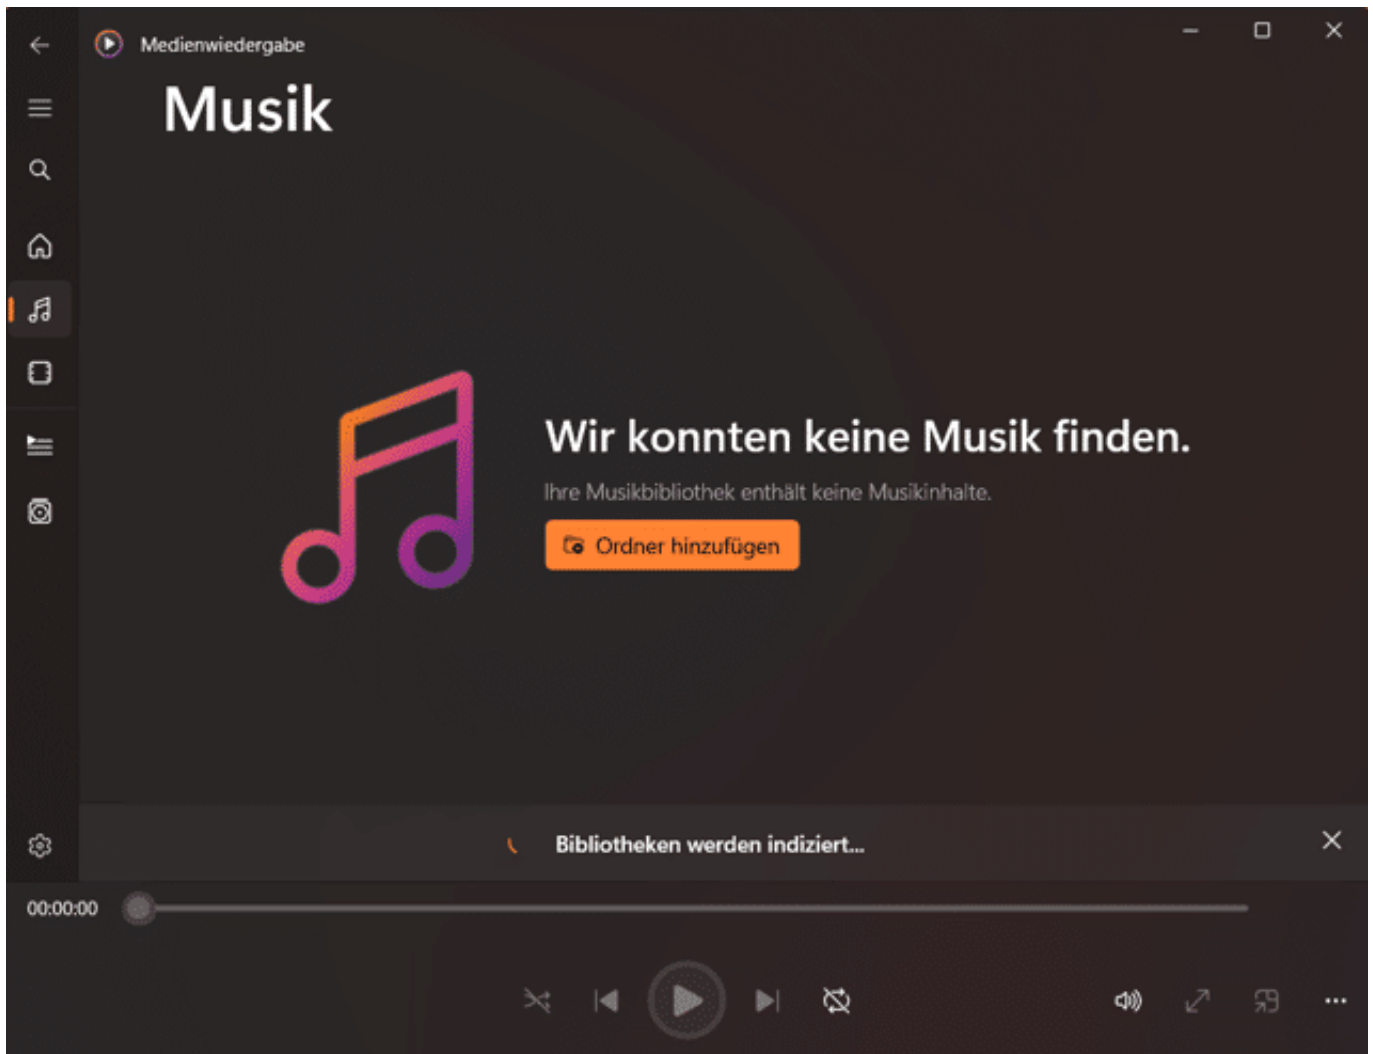 Medienwiedergabe
Musik
Wir konnten keine Musik finden.
Ihre Musikbibliothek enthält keine Musikinhalte.
Ordner hinzufügen
Bibliotheken werden indiziert...
00:00:00